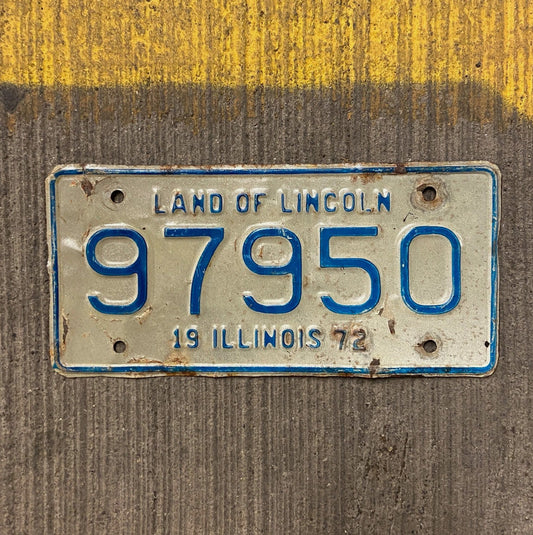 LAND OF LINCOLN
97950
19 ILLINOIS 72